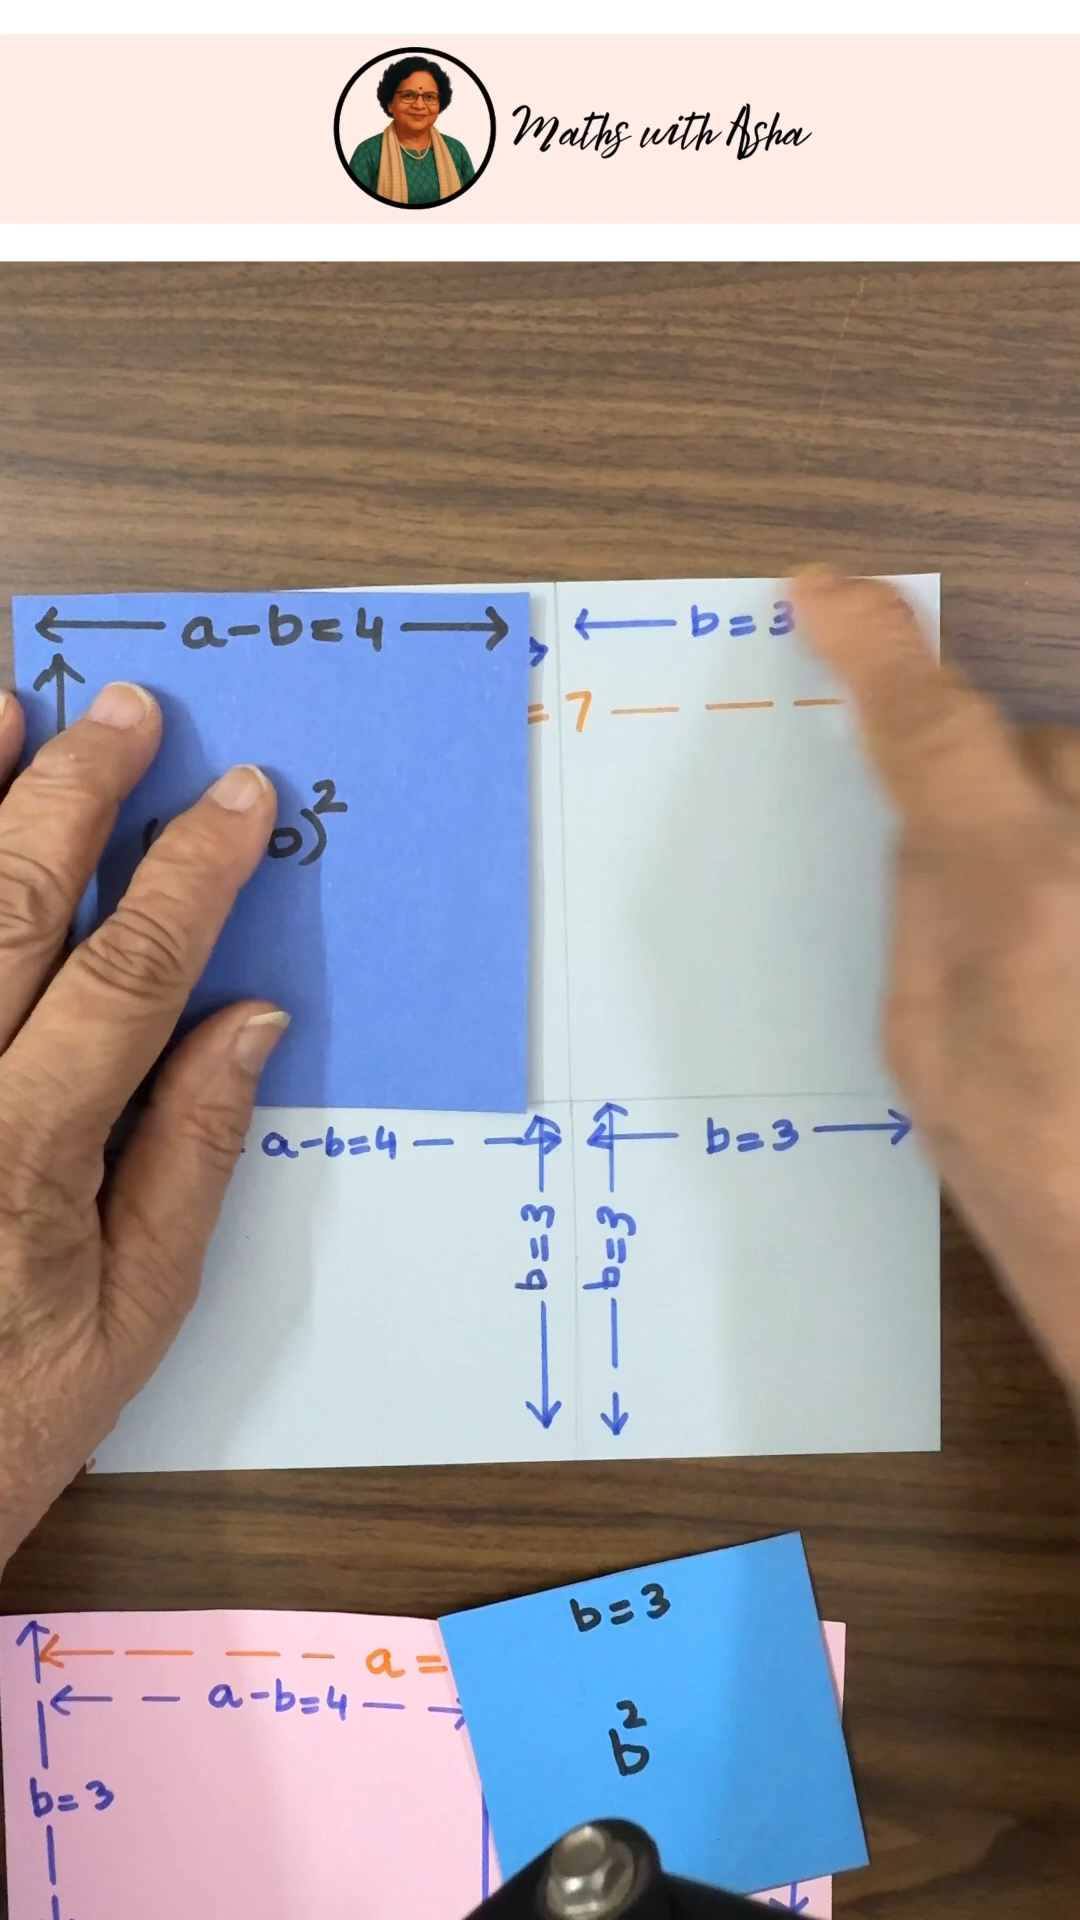 Maths with Asha
a-b=4
b=3
=7
)²
a-b=4
b=3
b=3
b=3
b=3
a=
a-b=4
b²
b=3